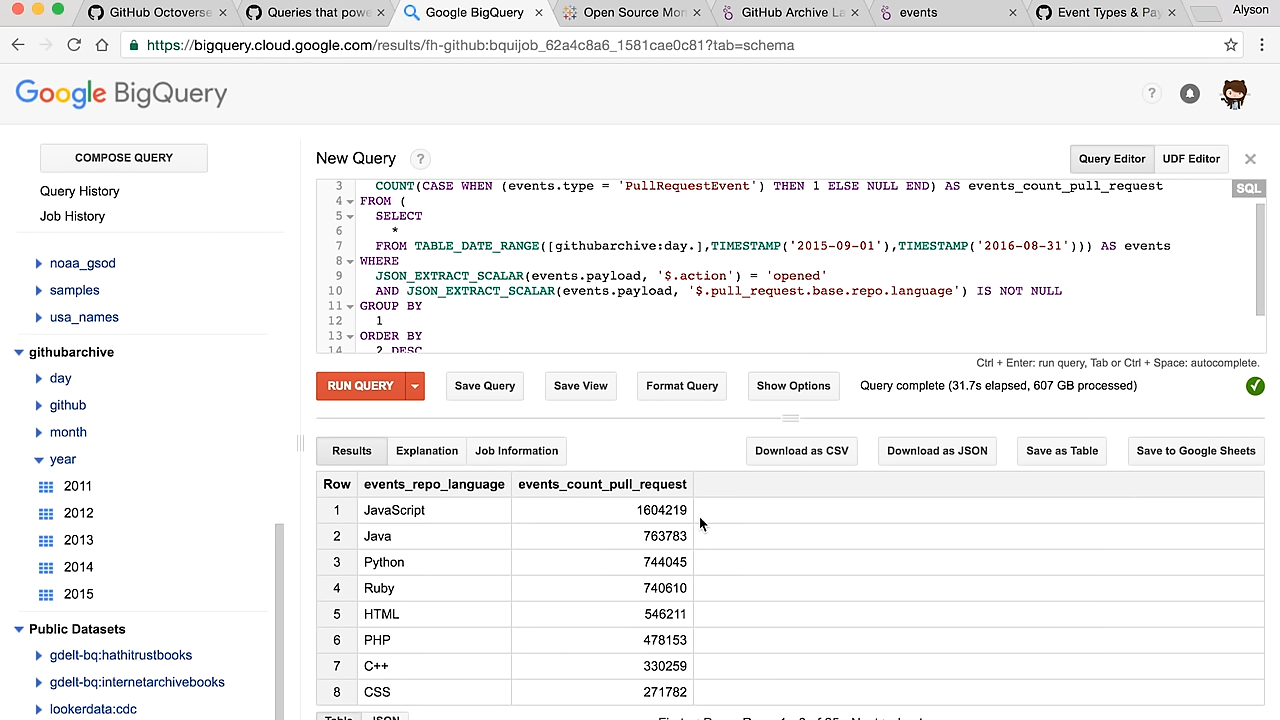 GitHub Octoverse
Queries that powe
Google BigQuery
Open Source Mon
GitHub Archive La
events
Event Types & Pay
Alyson
https://bigquery.cloud.google.com/results/fh-github:bquijob_62a4c8a6_1581cae0c81?tab=schema
Google BigQuery
?
COMPOSE QUERY
Query History
Job History
noaa_gsod
samples
usa_names
githubarchive
day
github
month
year
2011
2012
2013
2014
2015
Public Datasets
gdelt-bq:hathitrustbooks
gdelt-bq:internetarchivebooks
lookerdata:cdc
New Query ?
Query Editor
UDF Editor
SQL
3 COUNT(CASE WHEN (events.type = 'PullRequestEvent') THEN 1 ELSE NULL END) AS events_count_pull_request
4 FROM (
5 SELECT
6 *
7 FROM TABLE_DATE_RANGE([githubarchive:day.],TIMESTAMP('2015-09-01'),TIMESTAMP('2016-08-31'))) AS events
8 WHERE
9 JSON_EXTRACT_SCALAR(events.payload, '$.action') = 'opened'
10 AND JSON_EXTRACT_SCALAR(events.payload, '$.pull_request.base.repo.language') IS NOT NULL
11 GROUP BY
12 1
13 ORDER BY
14 2 DESC
Ctrl + Enter: run query, Tab or Ctrl + Space: autocomplete.
RUN QUERY
Save Query
Save View
Format Query
Show Options
Query complete (31.7s elapsed, 607 GB processed)
Results
Explanation
Job Information
Download as CSV
Download as JSON
Save as Table
Save to Google Sheets
Row events_repo_language events_count_pull_request
1 JavaScript 1604219
2 Java 763783
3 Python 744045
4 Ruby 740610
5 HTML 546211
6 PHP 478153
7 C++ 330259
8 CSS 271782
Table JSON